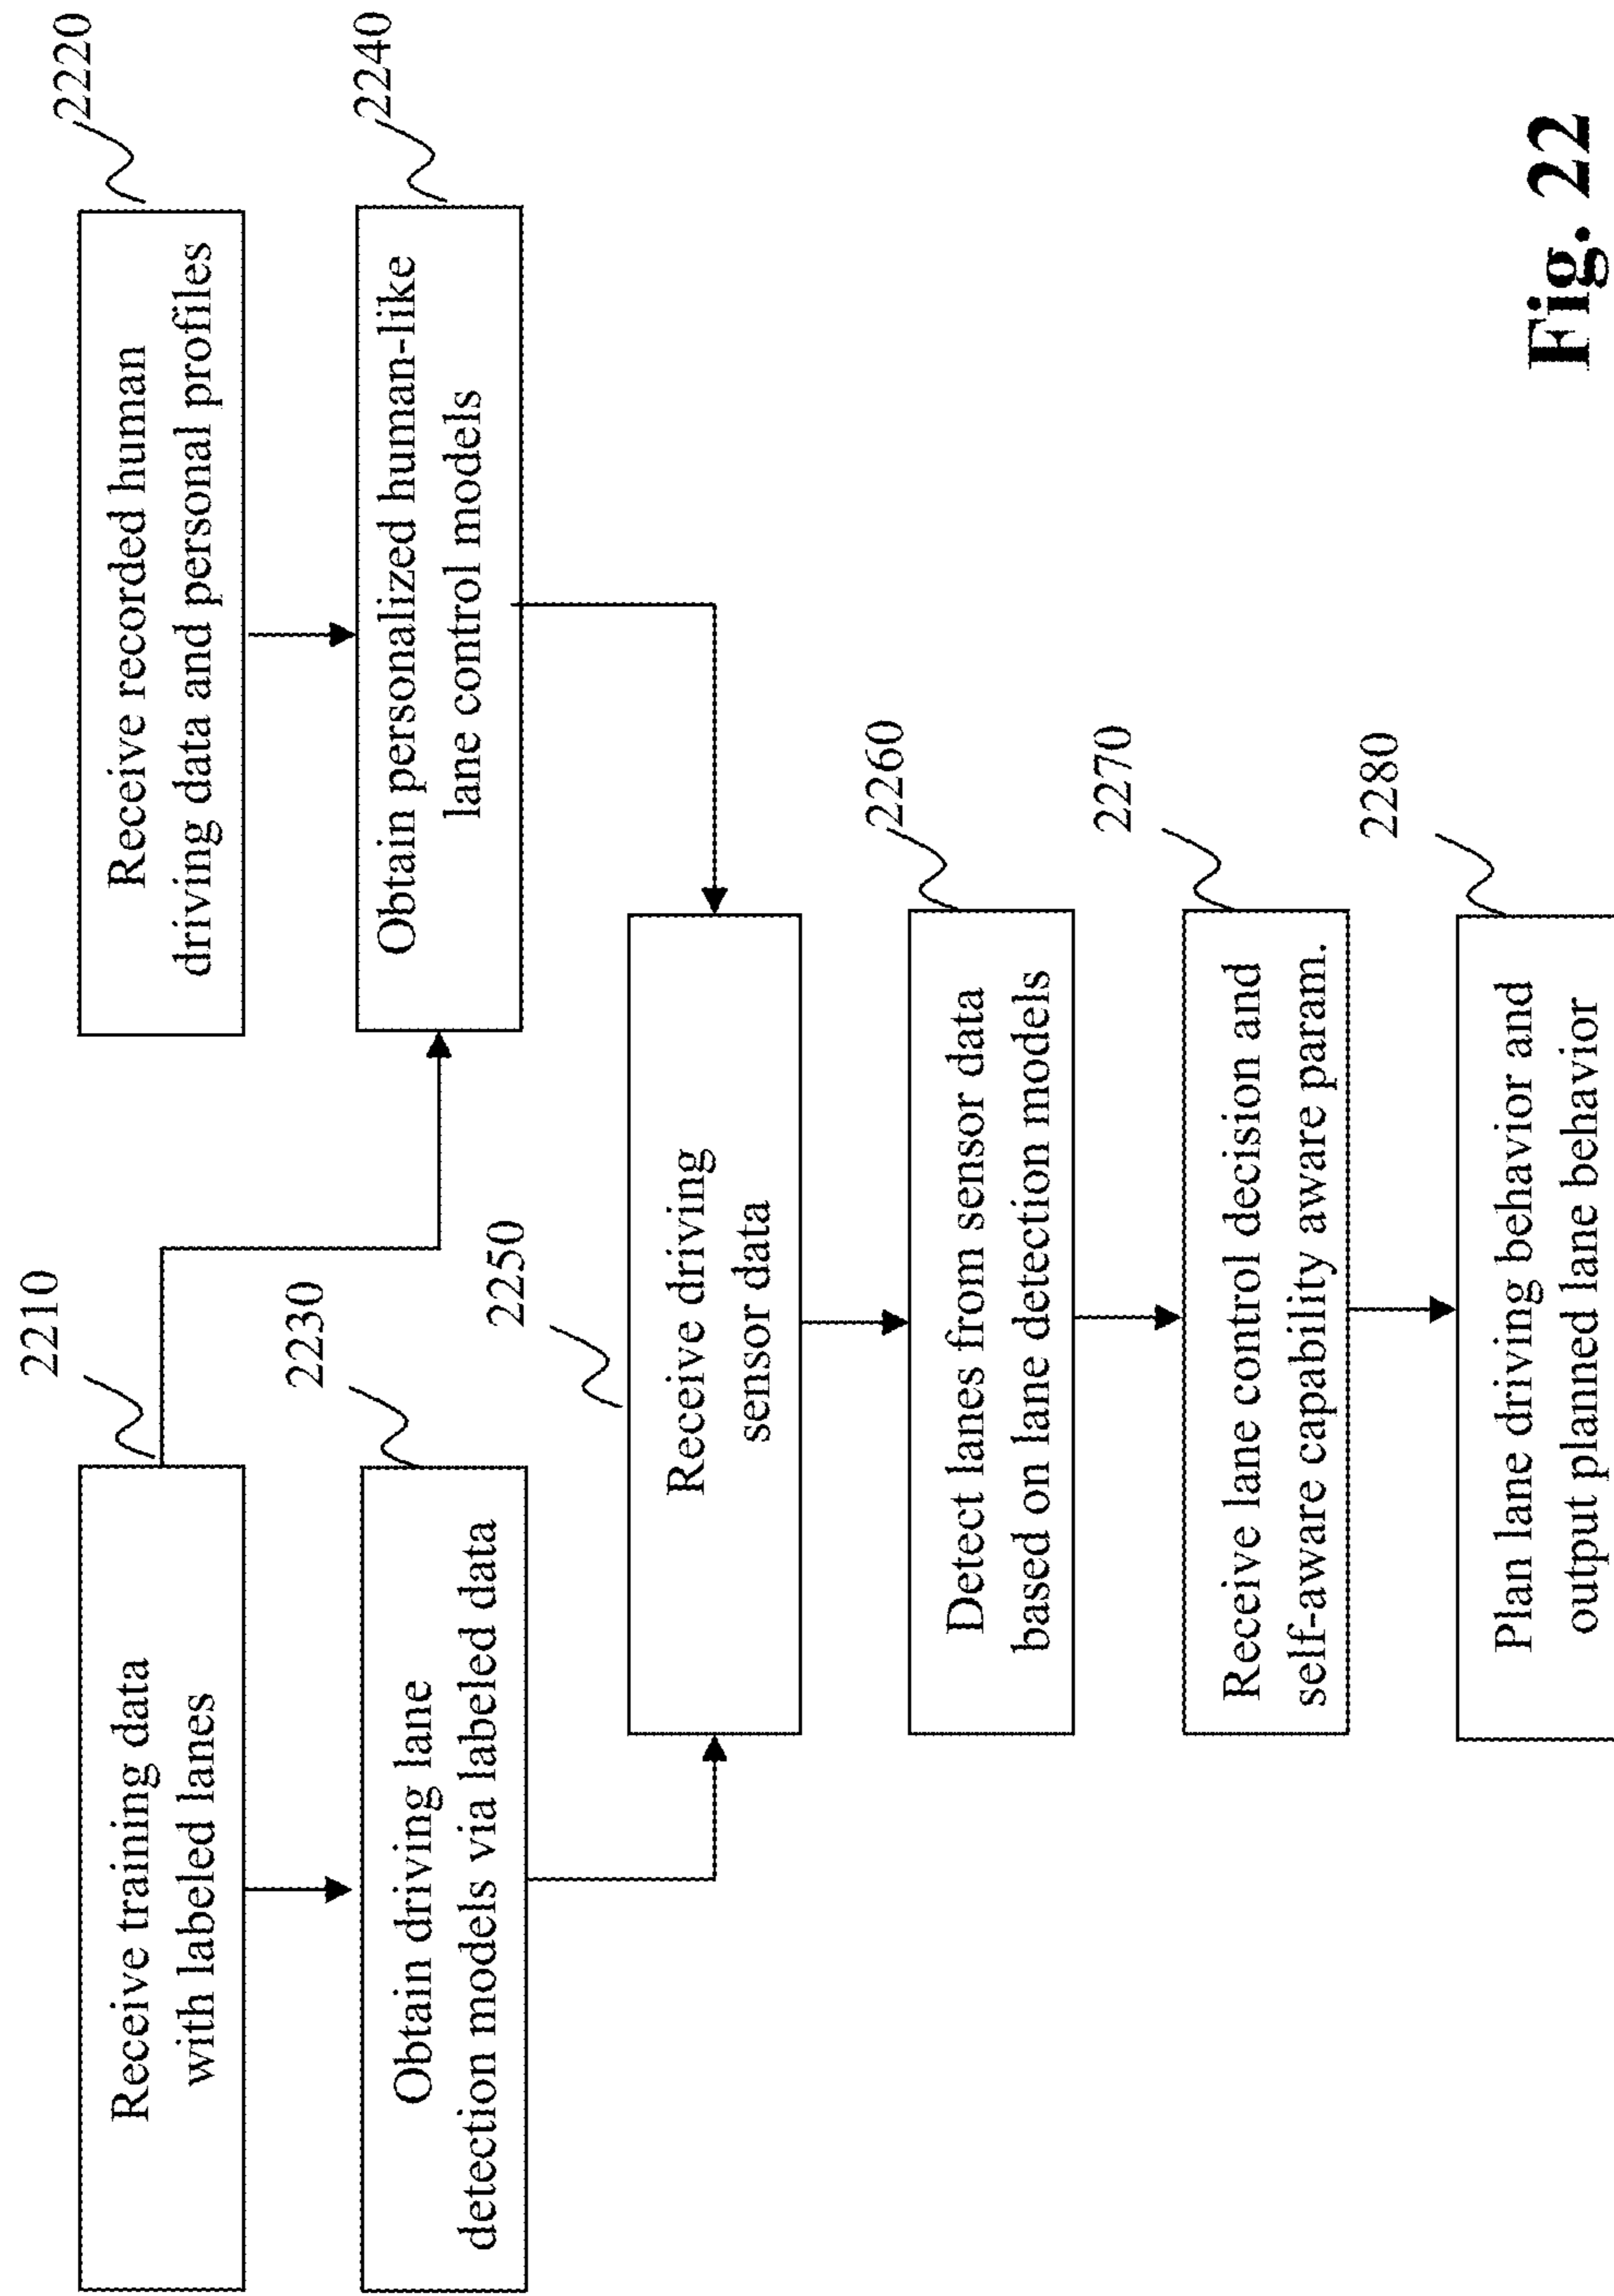 2210
Receive training data
with labeled lanes
2220
Receive recorded human
driving data and personal profiles
2230
Obtain driving lane
detection models via labeled data
2240
Obtain personalized human-like
lane control models
2250
Receive driving
sensor data
2260
Detect lanes from sensor data
based on lane detection models
2270
Receive lane control decision and
self-aware capability aware param.
2280
Plan lane driving behavior and
output planned lane behavior
Fig. 22